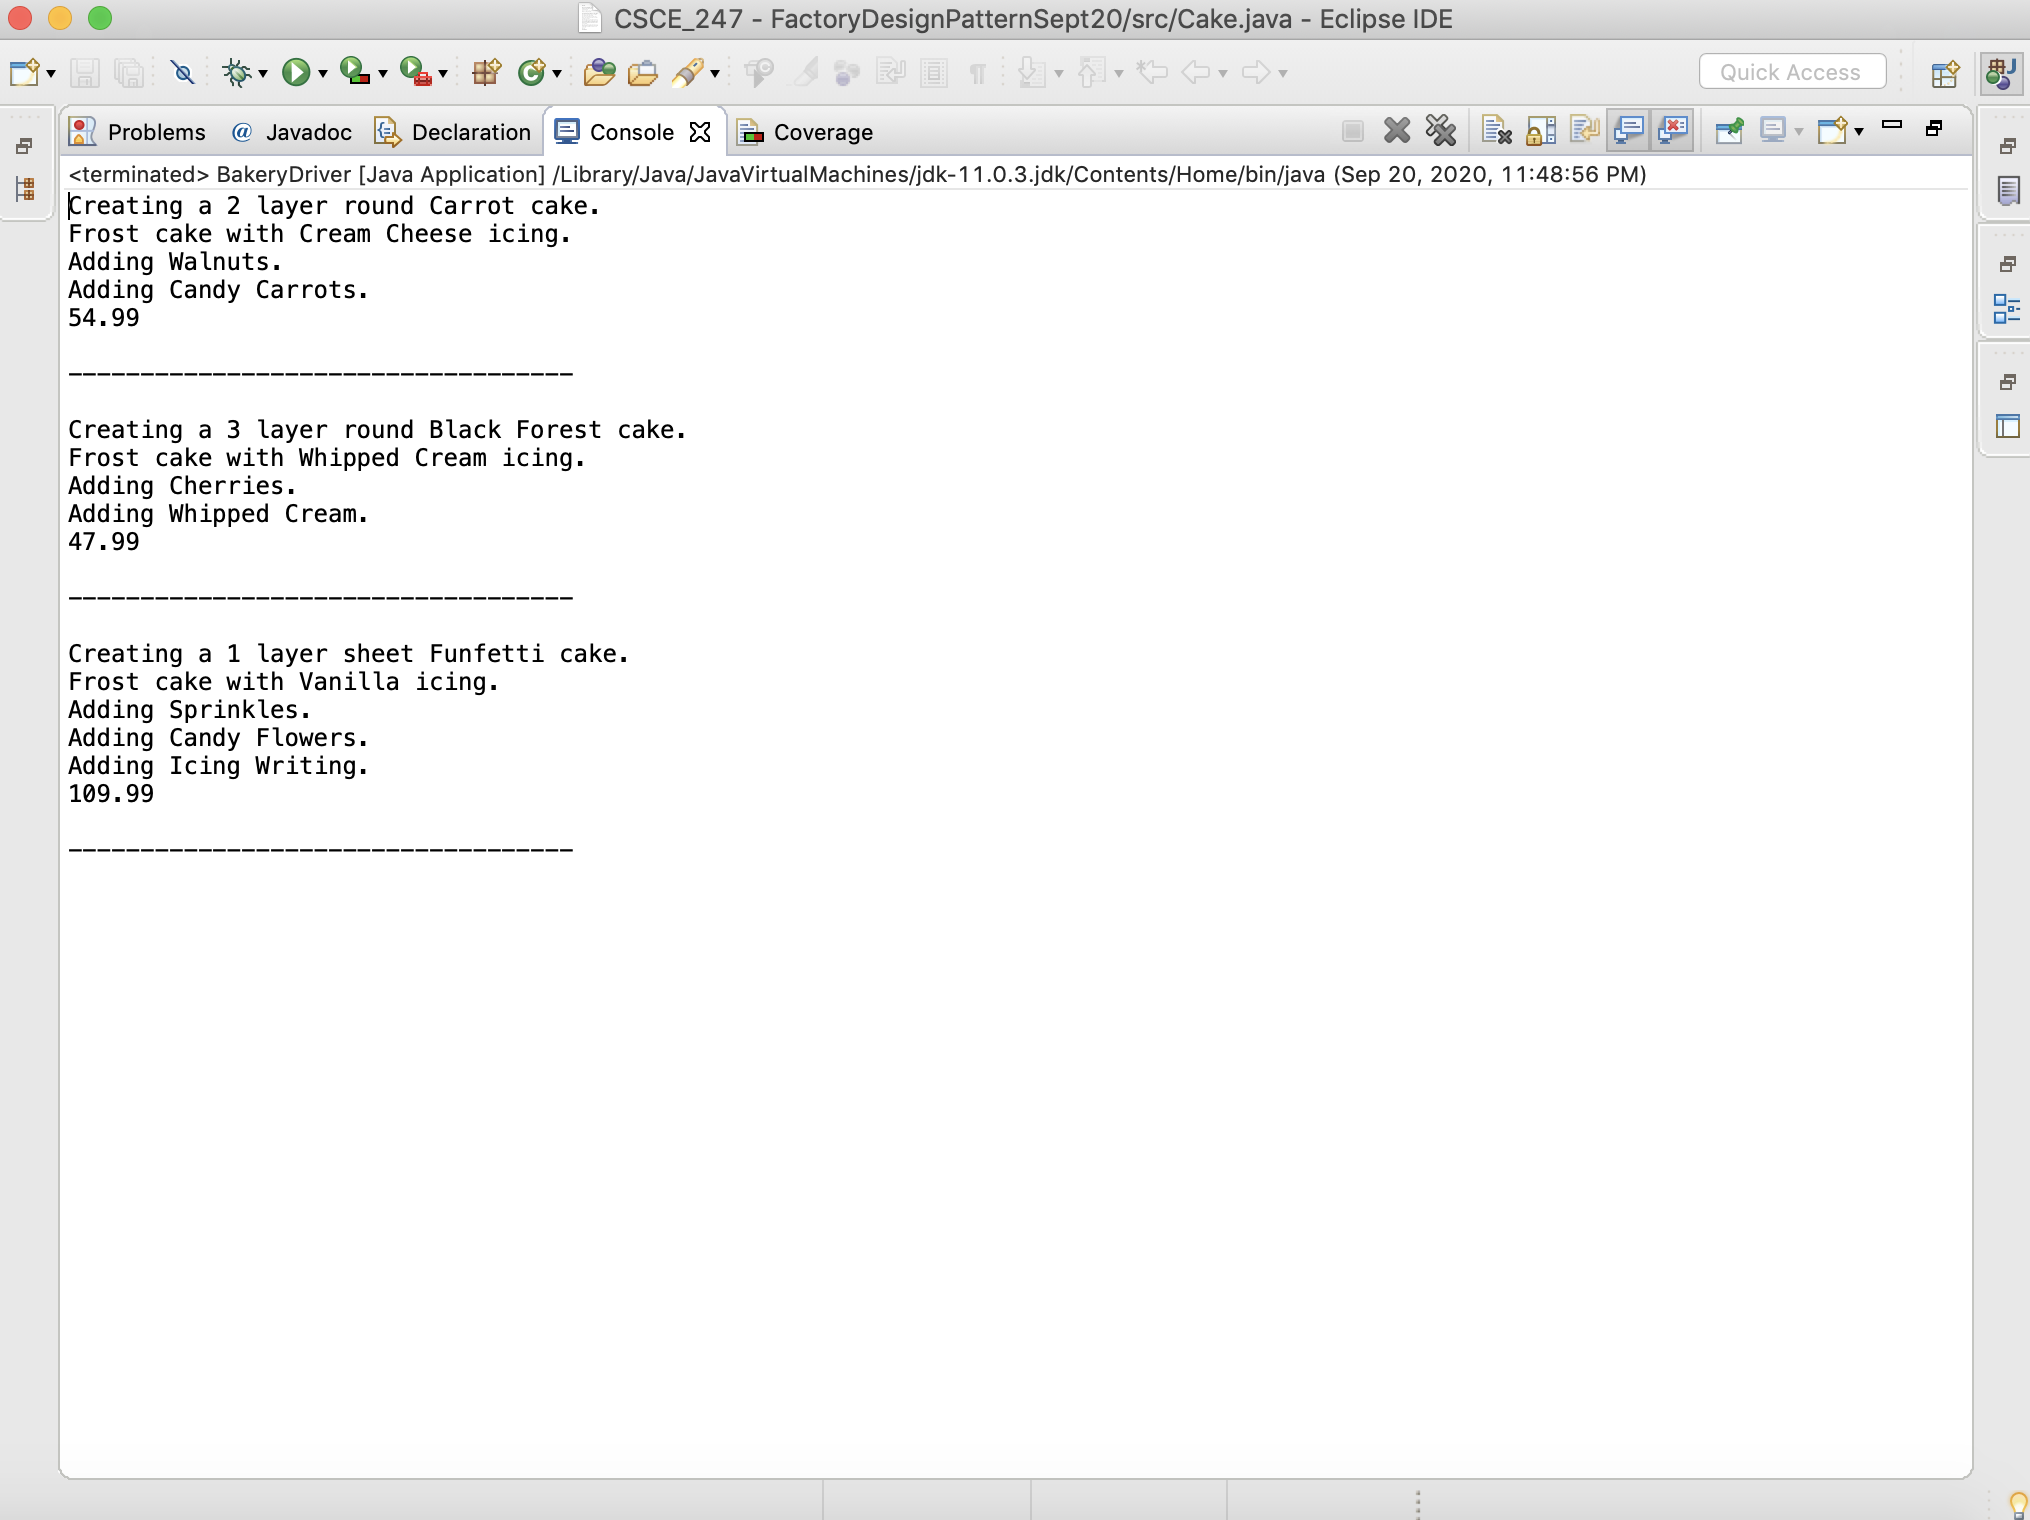 CSCE_247 - FactoryDesignPatternSept20/src/Cake.java - Eclipse IDE
Quick Access
Problems @ Javadoc Declaration Console Coverage
<terminated> BakeryDriver [Java Application] /Library/Java/JavaVirtualMachines/jdk-11.0.3.jdk/Contents/Home/bin/java (Sep 20, 2020, 11:48:56 PM)
Creating a 2 layer round Carrot cake.
Frost cake with Cream Cheese icing.
Adding Walnuts.
Adding Candy Carrots.
54.99
-----------------------------------
Creating a 3 layer round Black Forest cake.
Frost cake with Whipped Cream icing.
Adding Cherries.
Adding Whipped Cream.
47.99
-----------------------------------
Creating a 1 layer sheet Funfetti cake.
Frost cake with Vanilla icing.
Adding Sprinkles.
Adding Candy Flowers.
Adding Icing Writing.
109.99
-----------------------------------